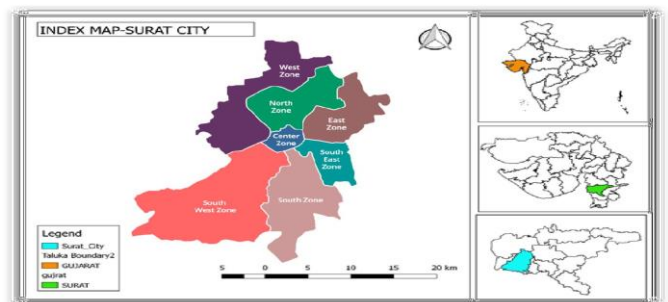 INDEX MAP-SURAT CITY
West
Zone
North
Zone
East
Zone
Center
Zone
South
East
Zone
South
West Zone
South Zone
Legend
Surat_City
Taluka Boundary2
GUJARAT
gujrat
SURAT
5 0 5 10 15 20 km